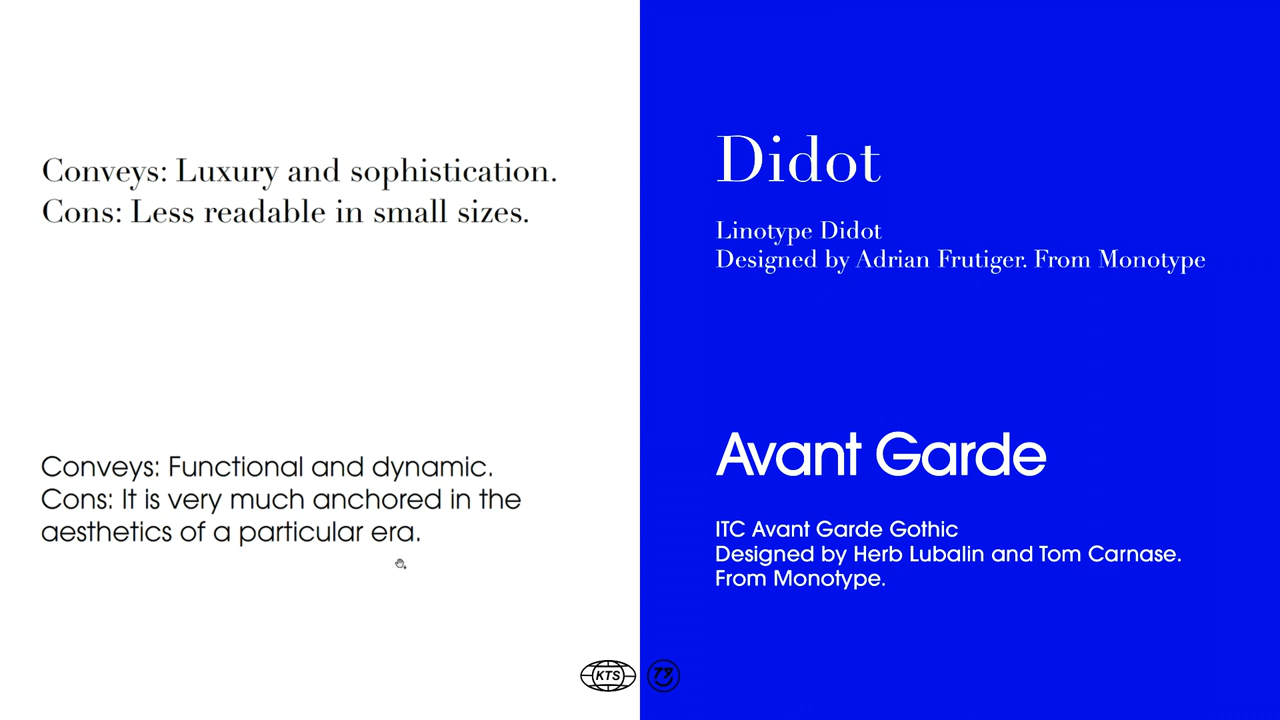 Conveys: Luxury and sophistication.
Cons: Less readable in small sizes.
Didot
Linotype Didot
Designed by Adrian Frutiger. From Monotype
Conveys: Functional and dynamic.
Cons: It is very much anchored in the
aesthetics of a particular era.
Avant Garde
ITC Avant Garde Gothic
Designed by Herb Lubalin and Tom Carnase.
From Monotype.
KTS